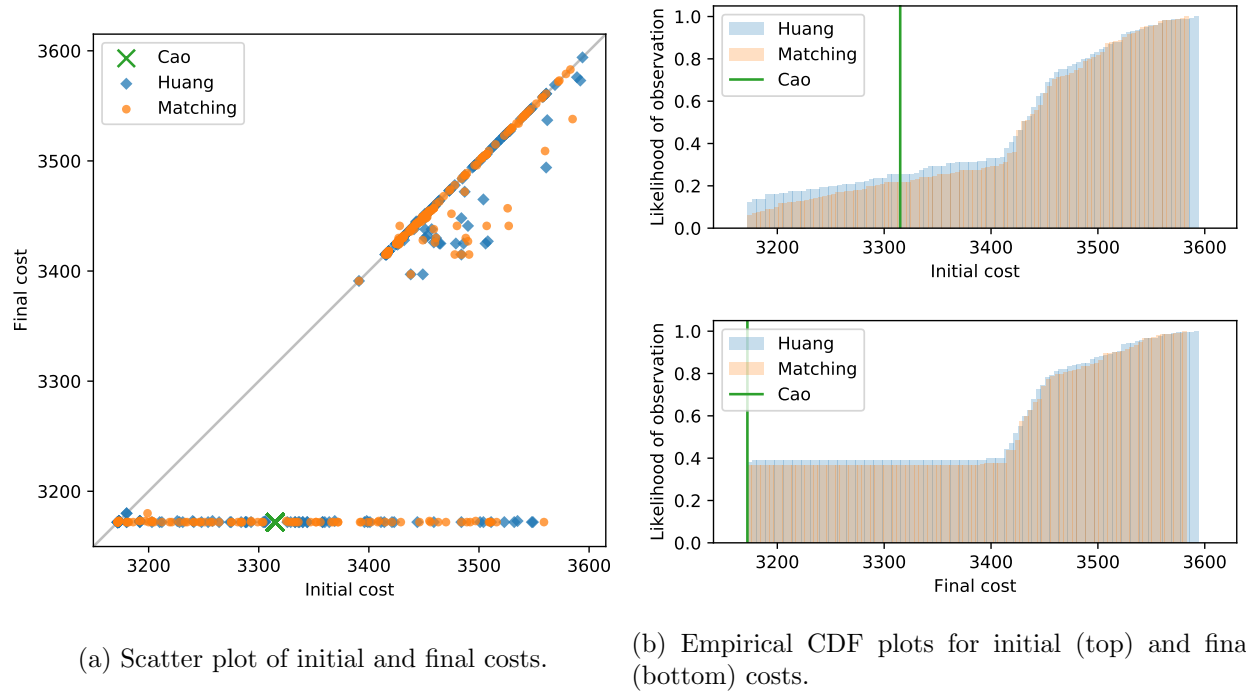 Cao
Huang
Matching
3600
3500
3400
3300
3200
3200 3300 3400 3500 3600
Final cost
Initial cost
(a) Scatter plot of initial and final costs.
1.0
0.8
0.6
0.4
0.2
0.0
Huang
Matching
Cao
3200 3300 3400 3500 3600
Likelihood of observation
Initial cost
1.0
0.8
0.6
0.4
0.2
0.0
Huang
Matching
Cao
3200 3300 3400 3500 3600
Likelihood of observation
Final cost
(b) Empirical CDF plots for initial (top) and fina
(bottom) costs.